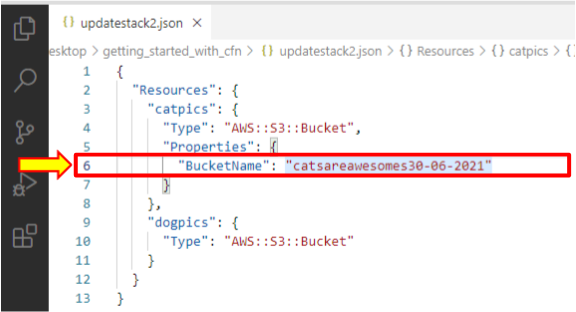 {} updatestack2.json ×
esktop > getting_started_with_cfn > {} updatestack2.json > {} Resources > {} catpics > {}
1 {
2 "Resources": {
3 "catpics": {
4 "Type": "AWS::S3::Bucket",
5 "Properties": {
6 "BucketName": "catsareawesomes30-06-2021"
7 }
8 },
9 "dogpics": {
10 "Type": "AWS::S3::Bucket"
11 }
12 }
13 }